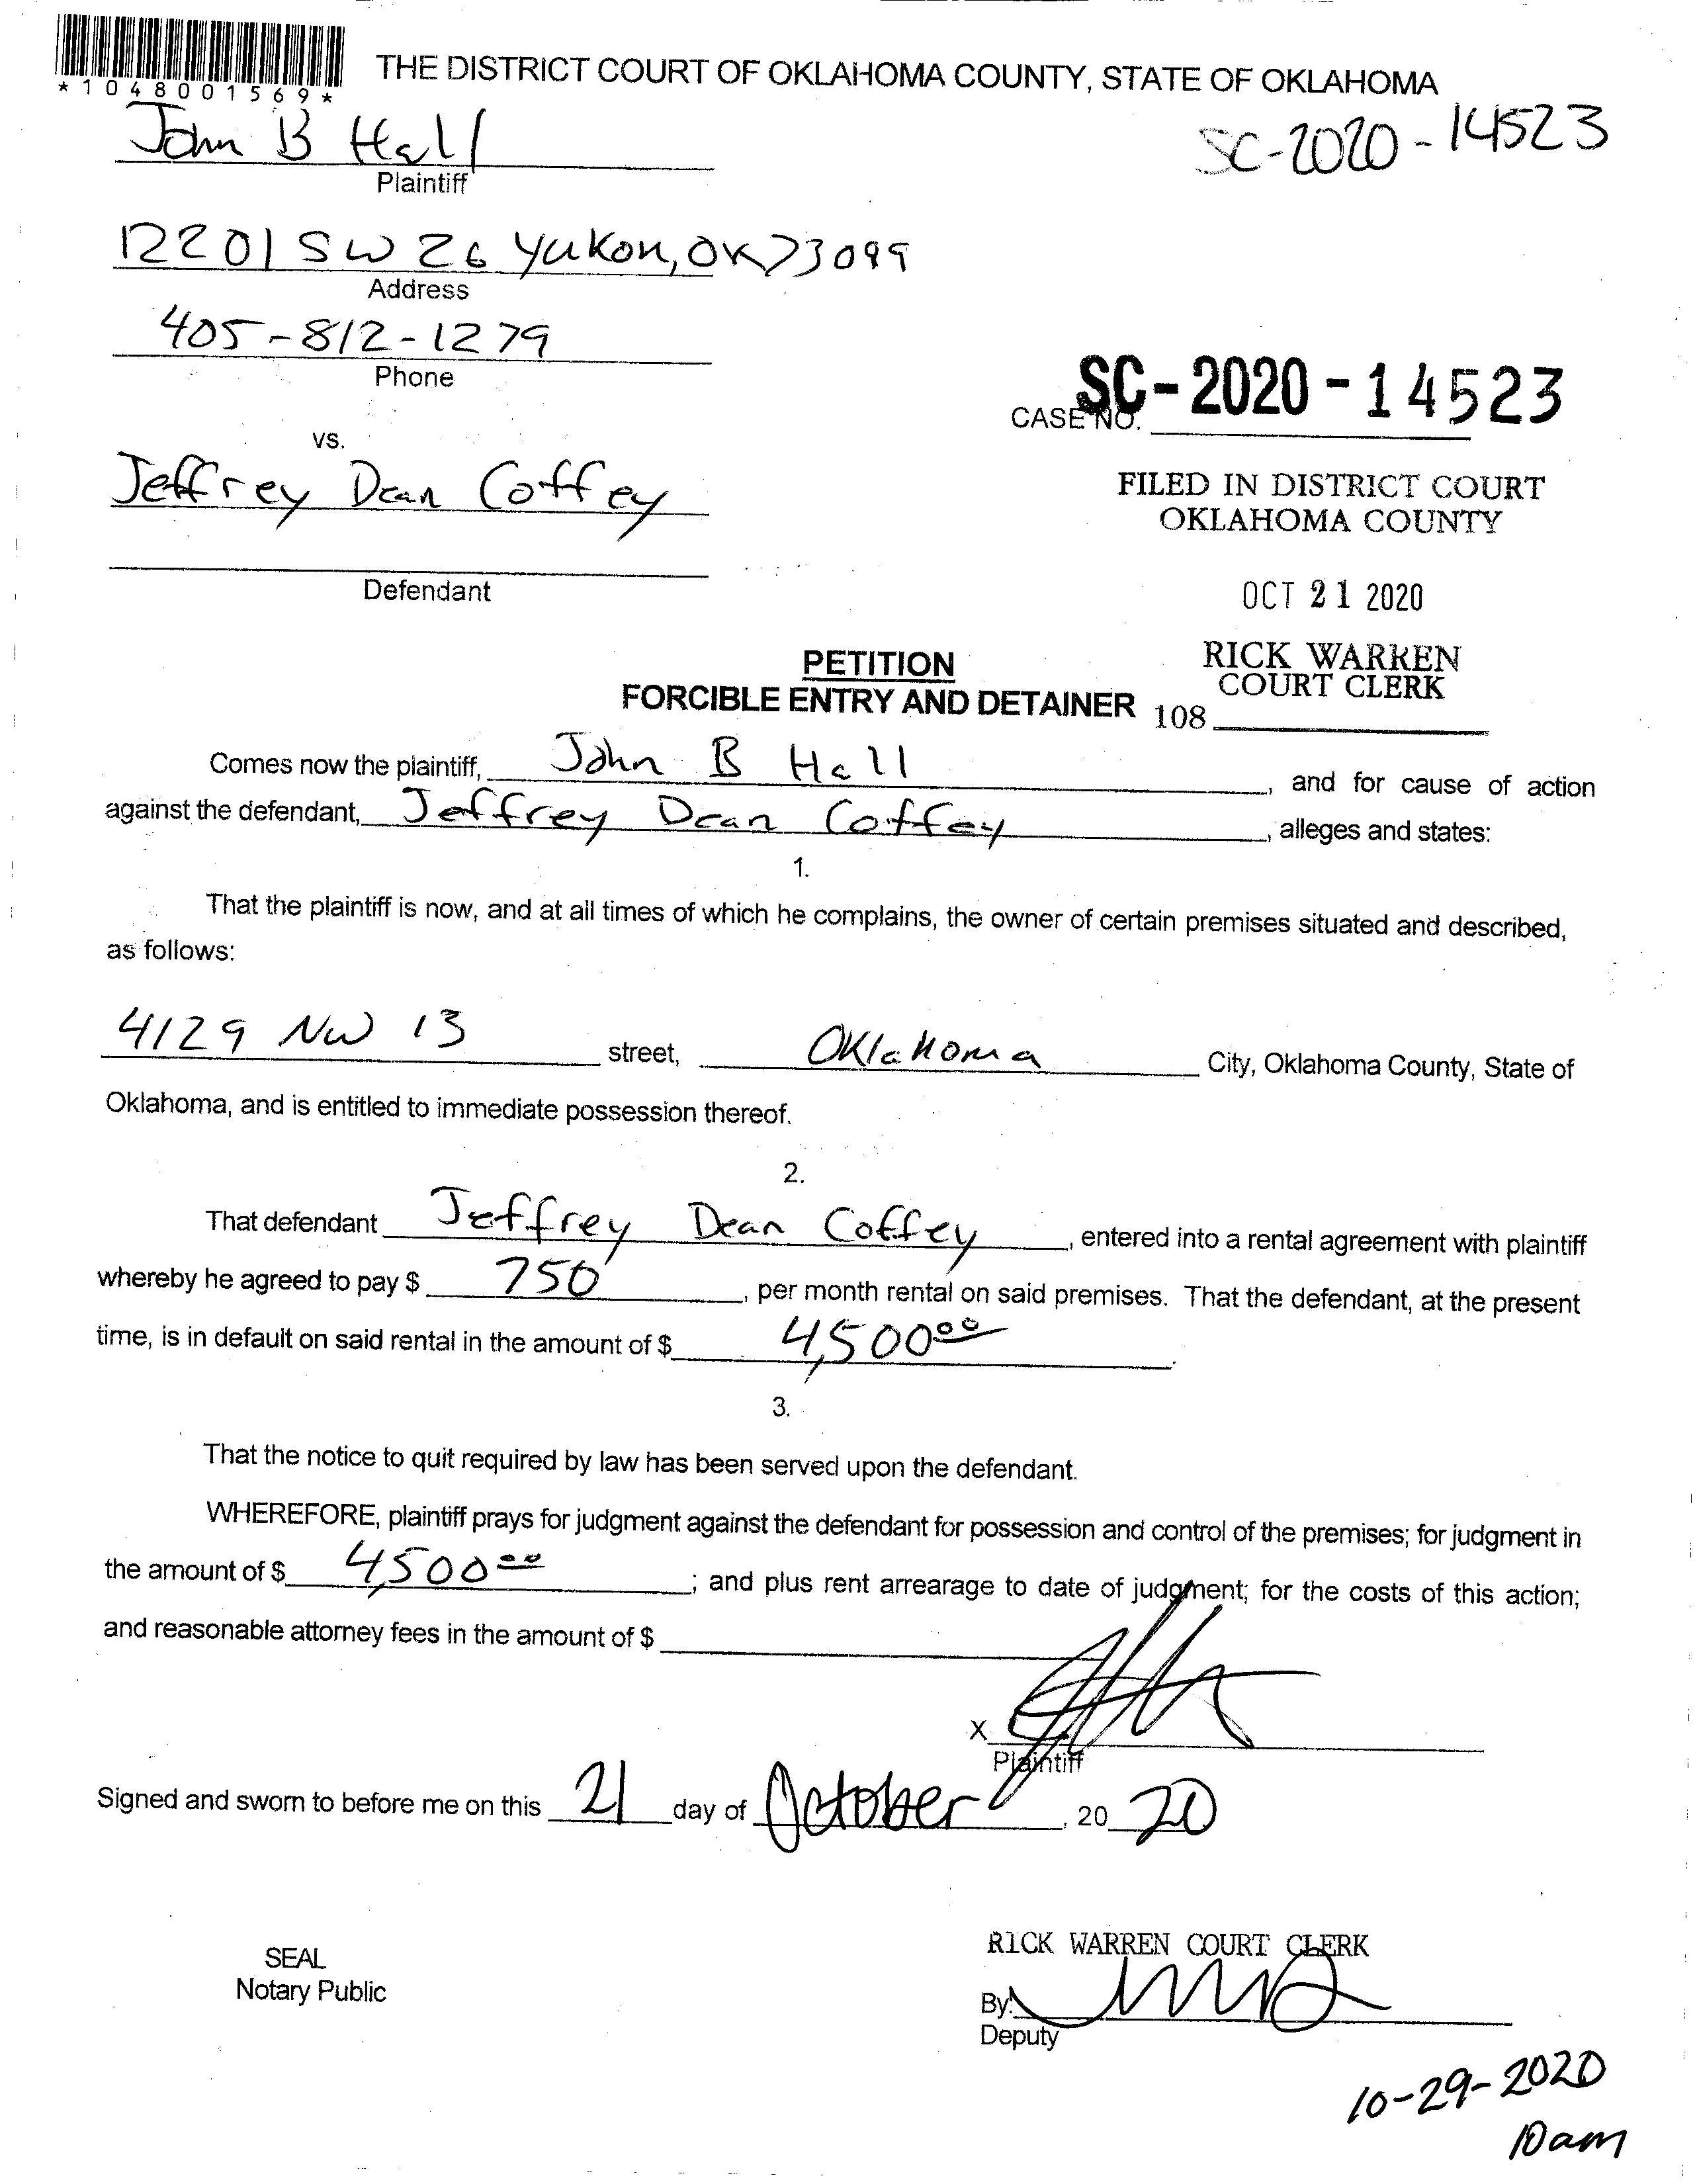 *1048001569*
THE DISTRICT COURT OF OKLAHOMA COUNTY, STATE OF OKLAHOMA
John B Hall
SC-2020-14523
Plaintiff
12201 SW 26 Yukon, OK 73099
Address
405-812-1279
Phone
CASE NO. SC-2020-14523
vs.
Jeffrey Dean Coffey
FILED IN DISTRICT COURT
OKLAHOMA COUNTY
Defendant
OCT 21 2020
PETITION
FORCIBLE ENTRY AND DETAINER
RICK WARREN
COURT CLERK
108
Comes now the plaintiff, John B Hall, and for cause of action
against the defendant, Jeffrey Dean Coffey, alleges and states:
1.
That the plaintiff is now, and at all times of which he complains, the owner of certain premises situated and described,
as follows:
4129 NW 13 street, Oklahoma City, Oklahoma County, State of
Oklahoma, and is entitled to immediate possession thereof.
2.
That defendant Jeffrey Dean Coffey, entered into a rental agreement with plaintiff
whereby he agreed to pay $ 750, per month rental on said premises. That the defendant, at the present
time, is in default on said rental in the amount of $ 4,500 00.
3.
That the notice to quit required by law has been served upon the defendant.
WHEREFORE, plaintiff prays for judgment against the defendant for possession and control of the premises; for judgment in
the amount of $ 4,500 00; and plus rent arrearage to date of judgment; for the costs of this action;
and reasonable attorney fees in the amount of $
X
Plaintiff
Signed and sworn to before me on this 21 day of October, 20 20
SEAL
Notary Public
RICK WARREN COURT CLERK
By:
Deputy
10-29-2020
10am